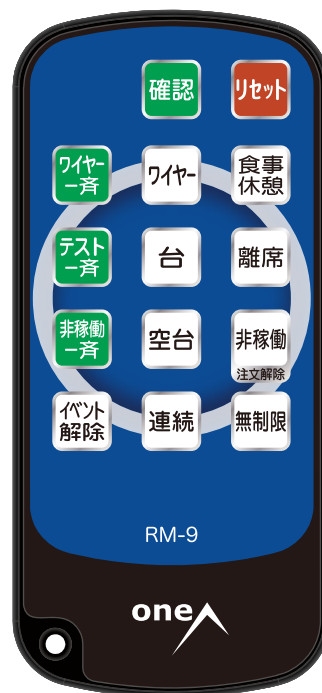 確認
リセット
ワイヤー
一斉
ワイヤー
食事
休憩
テスト
一斉
台
離席
非稼働
一斉
空台
非稼働
注文解除
イベント
解除
連続
無制限
RM-9
one